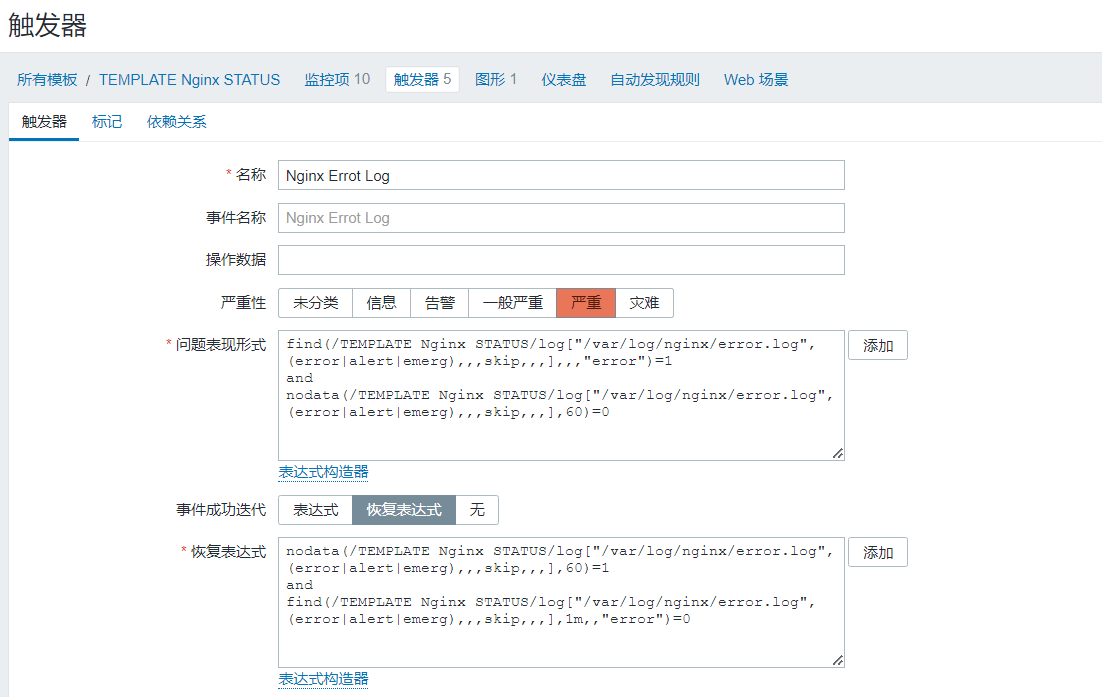 触发器
所有模板 / TEMPLATE Nginx STATUS 监控项 10 触发器 5 图形 1 仪表盘 自动发现规则 Web 场景
触发器 标记 依赖关系
* 名称 Nginx Errot Log
事件名称 Nginx Errot Log
操作数据
严重性 未分类 信息 告警 一般严重 严重 灾难
* 问题表现形式 find(/TEMPLATE Nginx STATUS/log["/var/log/nginx/error.log", 添加
(error|alert|emerg),,,skip,,,],,,"error")=1
and
nodata(/TEMPLATE Nginx STATUS/log["/var/log/nginx/error.log",
(error|alert|emerg),,,skip,,,],60)=0
表达式构造器
事件成功迭代 表达式 恢复表达式 无
* 恢复表达式 nodata(/TEMPLATE Nginx STATUS/log["/var/log/nginx/error.log", 添加
(error|alert|emerg),,,skip,,,],60)=1
and
find(/TEMPLATE Nginx STATUS/log["/var/log/nginx/error.log",
(error|alert|emerg),,,skip,,,],1m,,"error")=0
表达式构造器